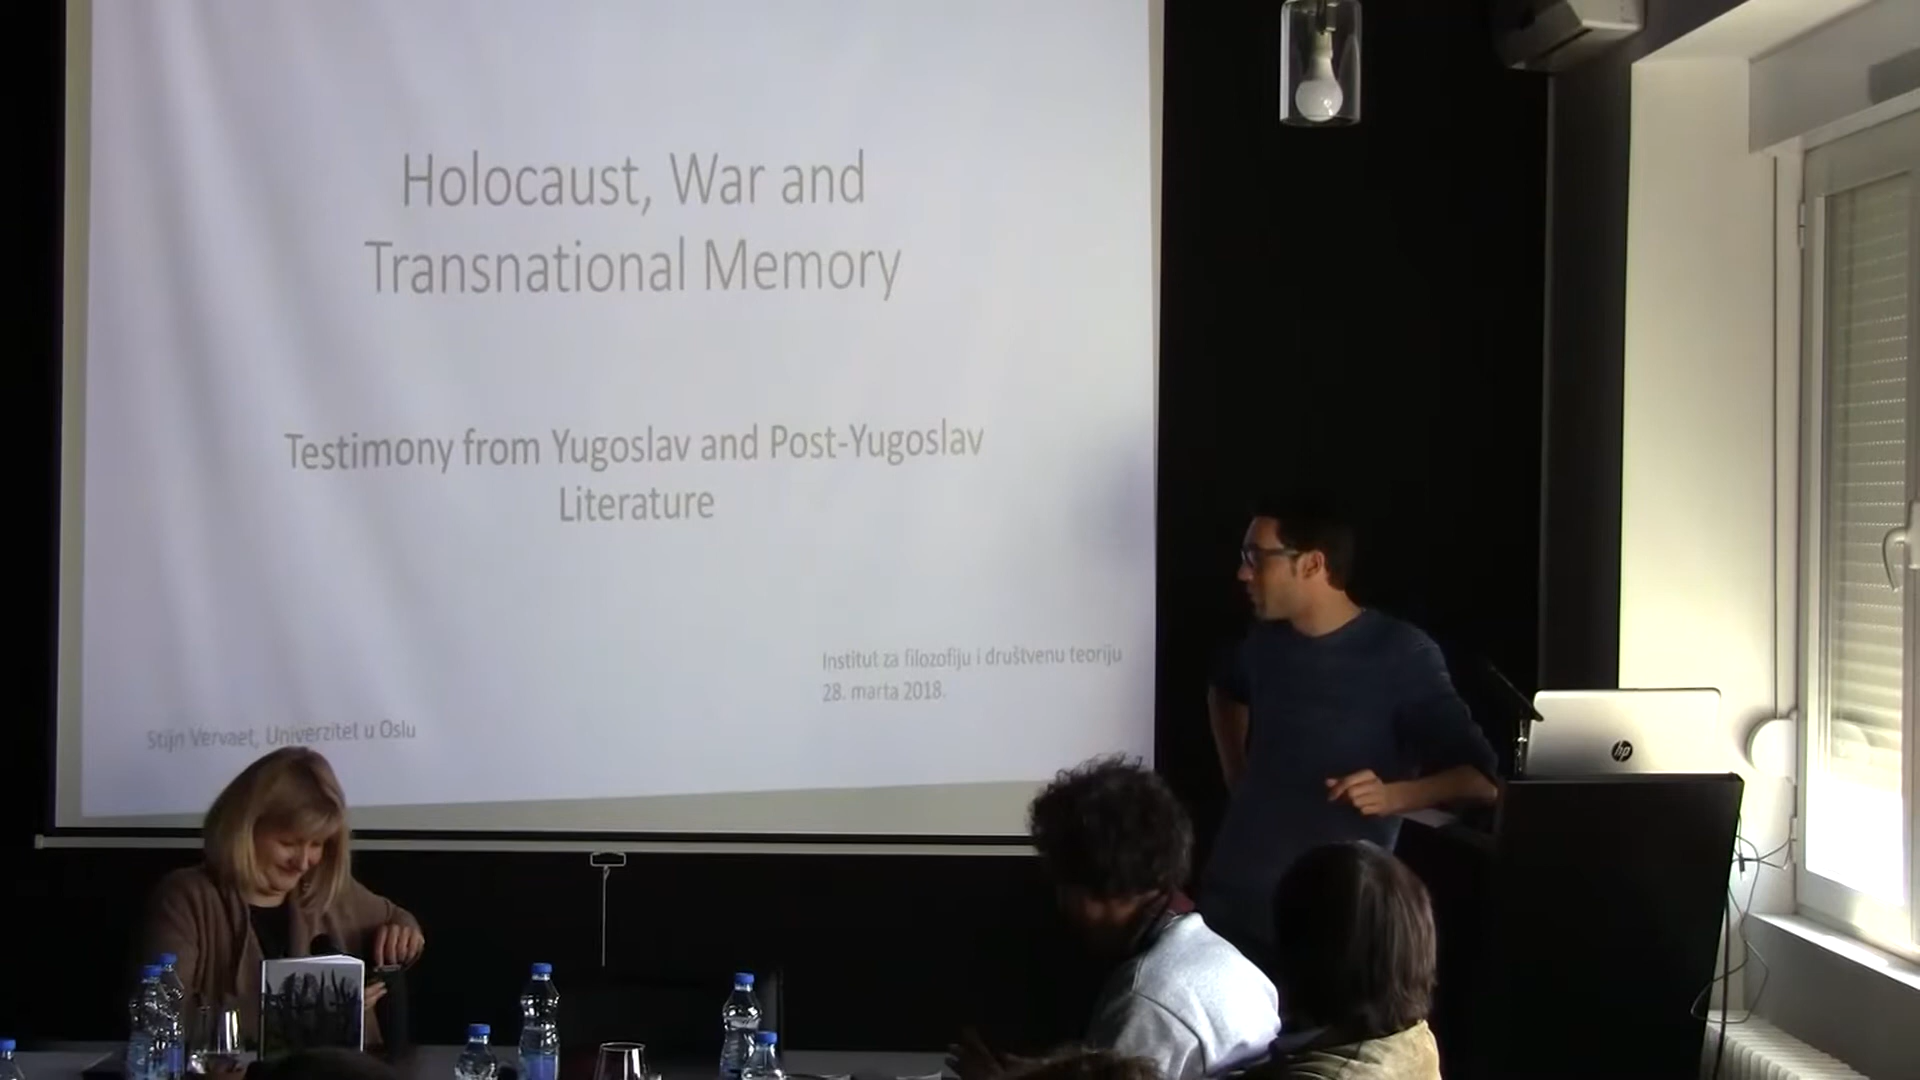 Holocaust, War and
Transnational Memory
Testimony from Yugoslav and Post-Yugoslav
Literature
Institut za filozofiju i društvenu teoriju
28. marta 2018.
Stijn Vervaet, Univerzitet u Oslu
hp